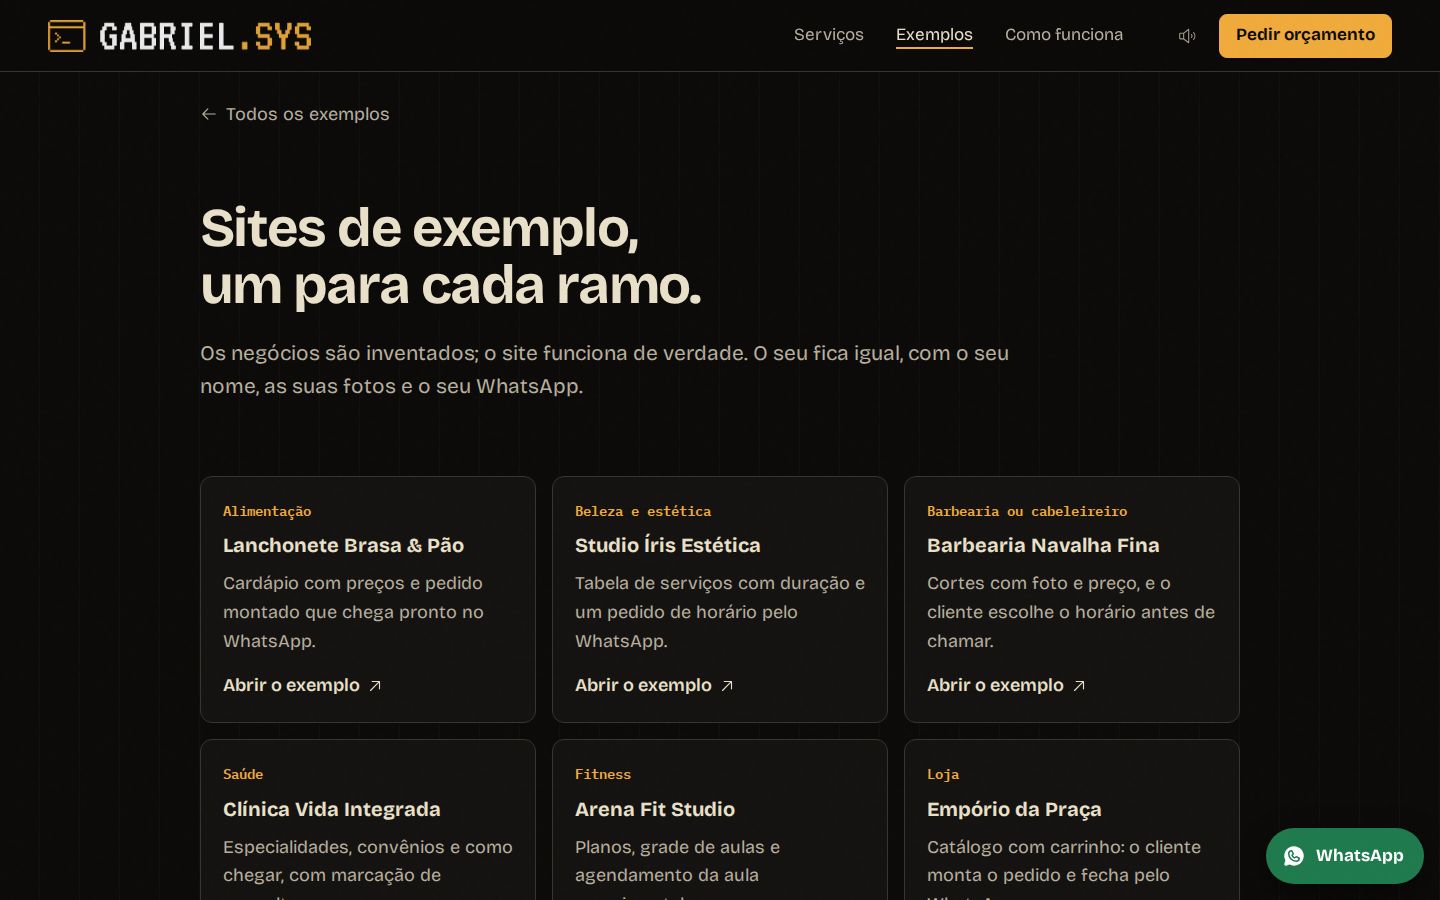 GABRIEL.SYS
Serviços
Exemplos
Como funciona
Pedir orçamento
← Todos os exemplos
Sites de exemplo,
um para cada ramo.
Os negócios são inventados; o site funciona de verdade. O seu fica igual, com o seu
nome, as suas fotos e o seu WhatsApp.
Alimentação
Lanchonete Brasa & Pão
Cardápio com preços e pedido
montado que chega pronto no
WhatsApp.
Abrir o exemplo ↗
Beleza e estética
Studio Íris Estética
Tabela de serviços com duração e
um pedido de horário pelo
WhatsApp.
Abrir o exemplo ↗
Barbearia ou cabeleireiro
Barbearia Navalha Fina
Cortes com foto e preço, e o
cliente escolhe o horário antes de
chamar.
Abrir o exemplo ↗
Saúde
Clínica Vida Integrada
Especialidades, convênios e como
chegar, com marcação de
Fitness
Arena Fit Studio
Planos, grade de aulas e
agendamento da aula
Loja
Empório da Praça
Catálogo com carrinho: o cliente
monta o pedido e fecha pelo
WhatsApp